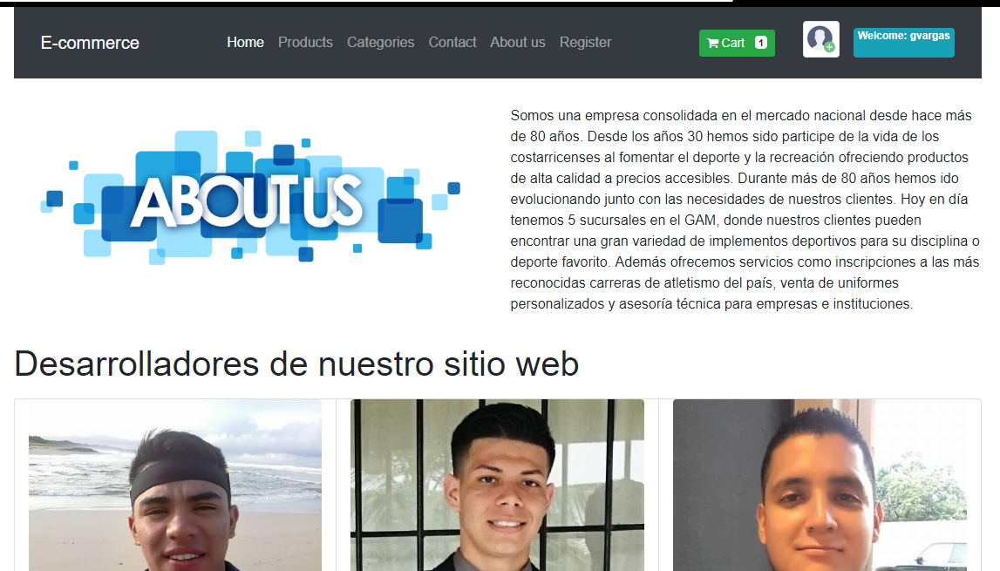 E-commerce Home Products Categories Contact About us Register Cart 1 Welcome: gvargas
ABOUT US
Somos una empresa consolidada en el mercado nacional desde hace más
de 80 años. Desde los años 30 hemos sido participe de la vida de los
costarricenses al fomentar el deporte y la recreación ofreciendo productos
de alta calidad a precios accesibles. Durante más de 80 años hemos ido
evolucionando junto con las necesidades de nuestros clientes. Hoy en día
tenemos 5 sucursales en el GAM, donde nuestros clientes pueden
encontrar una gran variedad de implementos deportivos para su disciplina o
deporte favorito. Además ofrecemos servicios como inscripciones a las más
reconocidas carreras de atletismo del país, venta de uniformes
personalizados y asesoría técnica para empresas e instituciones.
Desarrolladores de nuestro sitio web